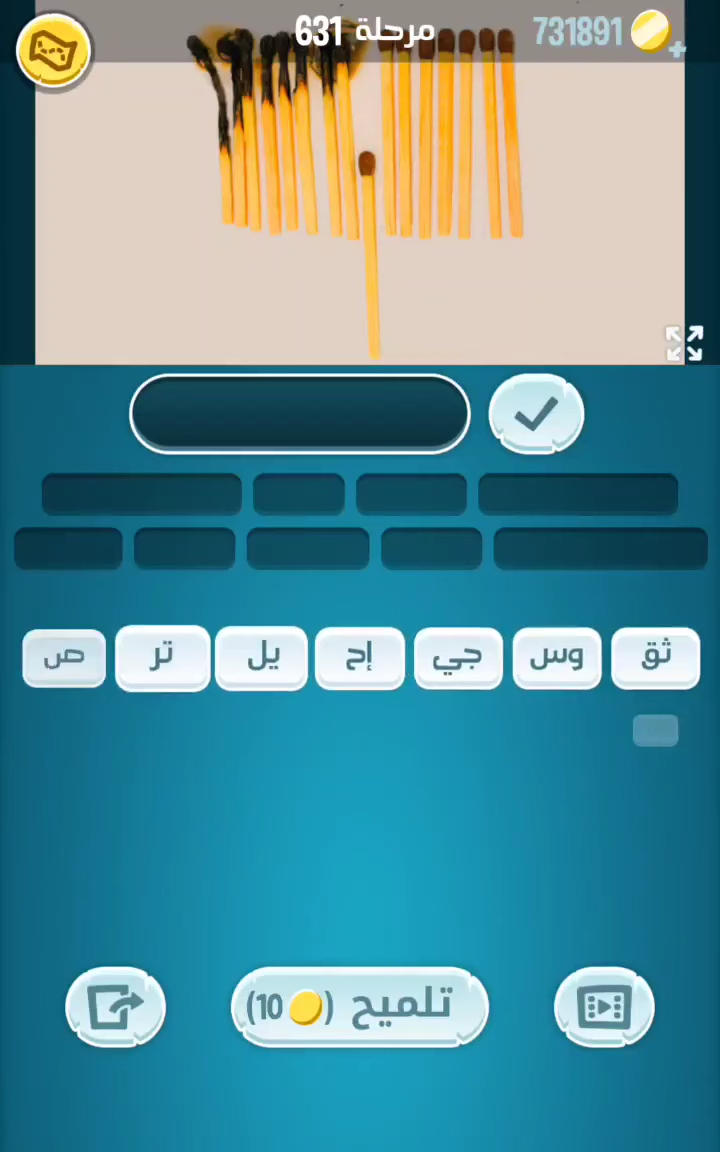 مرحلة 631
731891
ثق وس جي إح يل تر ص
تلميح (10)